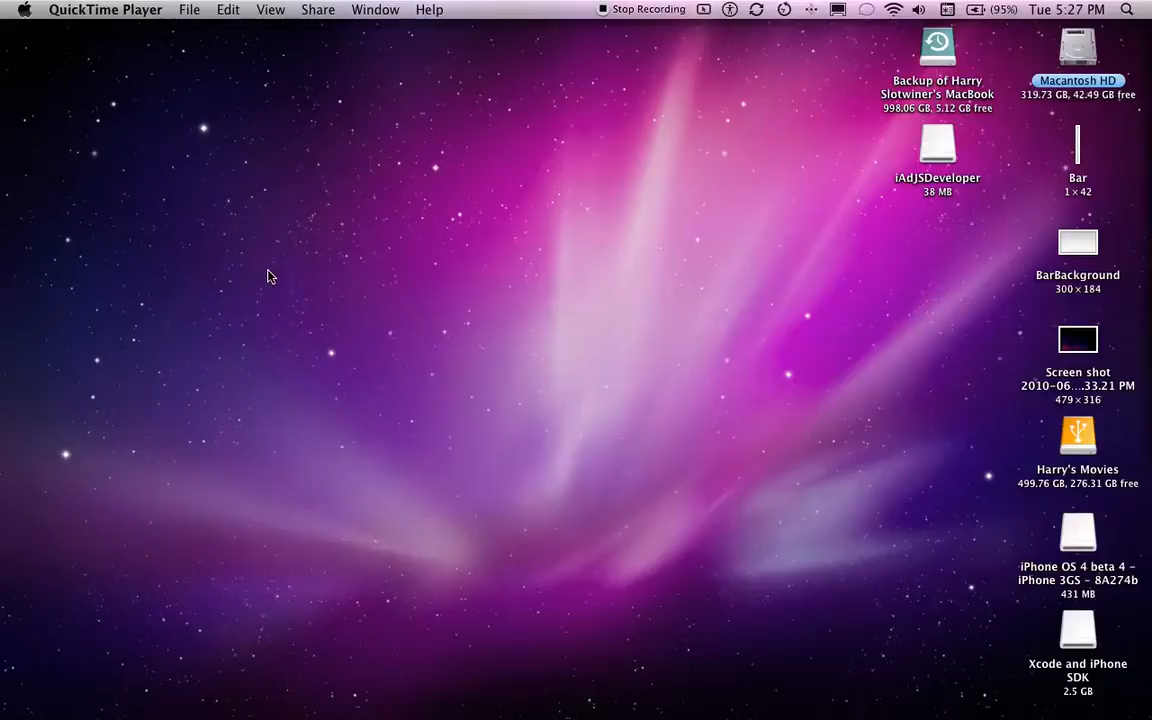 QuickTime Player File Edit View Share Window Help Stop Recording (95%) Tue 5:27 PM
Backup of Harry
Slotwiner's MacBook
998.06 GB, 5.12 GB free
Macintosh HD
319.73 GB, 42.49 GB free
iAdJSDeveloper
38 MB
Bar
1×42
BarBackground
300×184
Screen shot
2010-06....33.21 PM
479×316
Harry's Movies
499.76 GB, 276.31 GB free
iPhone OS 4 beta 4 –
iPhone 3GS – 8A274b
431 MB
Xcode and iPhone
SDK
2.5 GB